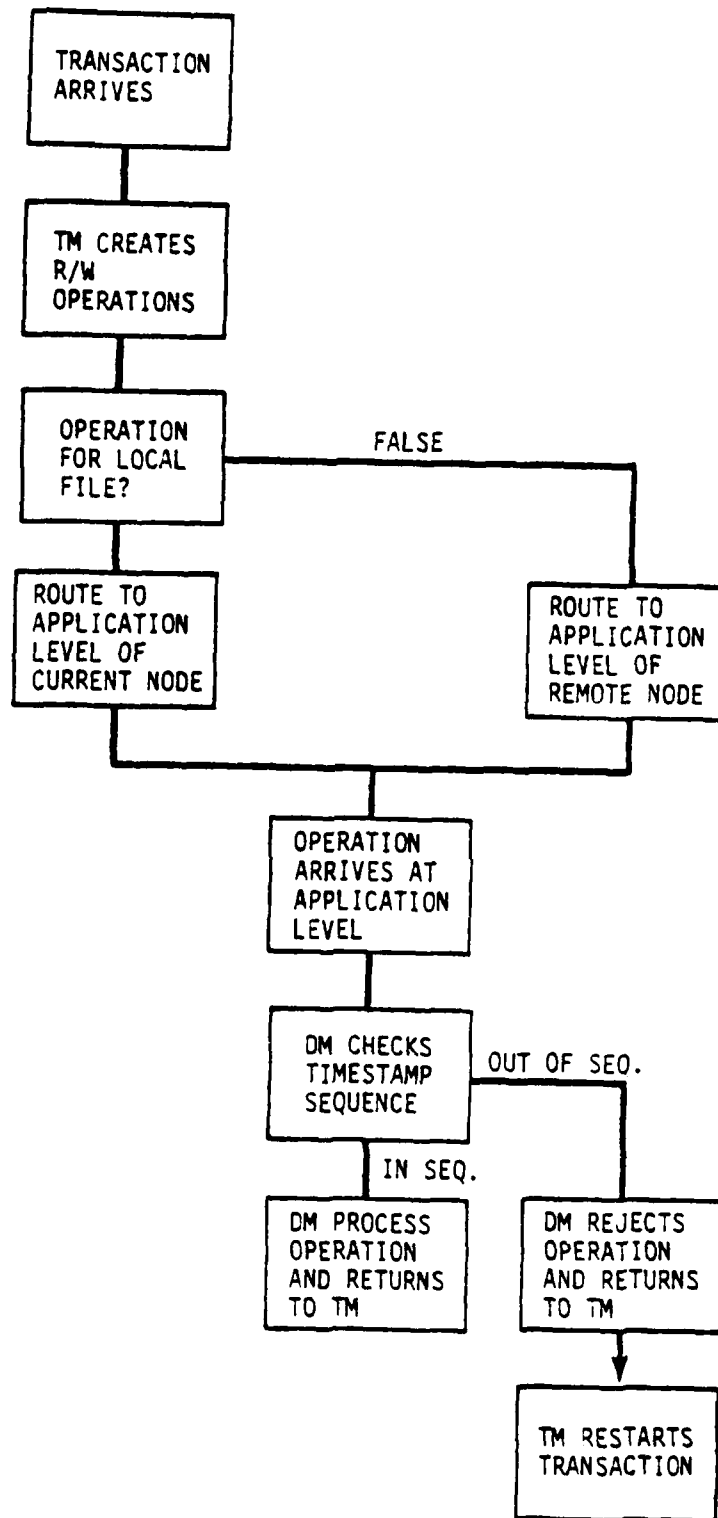 TRANSACTION
ARRIVES
TM CREATES
R/W
OPERATIONS
OPERATION
FOR LOCAL
FILE?
FALSE
ROUTE TO
APPLICATION
LEVEL OF
CURRENT NODE
ROUTE TO
APPLICATION
LEVEL OF
REMOTE NODE
OPERATION
ARRIVES AT
APPLICATION
LEVEL
DM CHECKS
TIMESTAMP
SEQUENCE
OUT OF SEQ.
IN SEQ.
DM PROCESS
OPERATION
AND RETURNS
TO TM
DM REJECTS
OPERATION
AND RETURNS
TO TM
TM RESTARTS
TRANSACTION